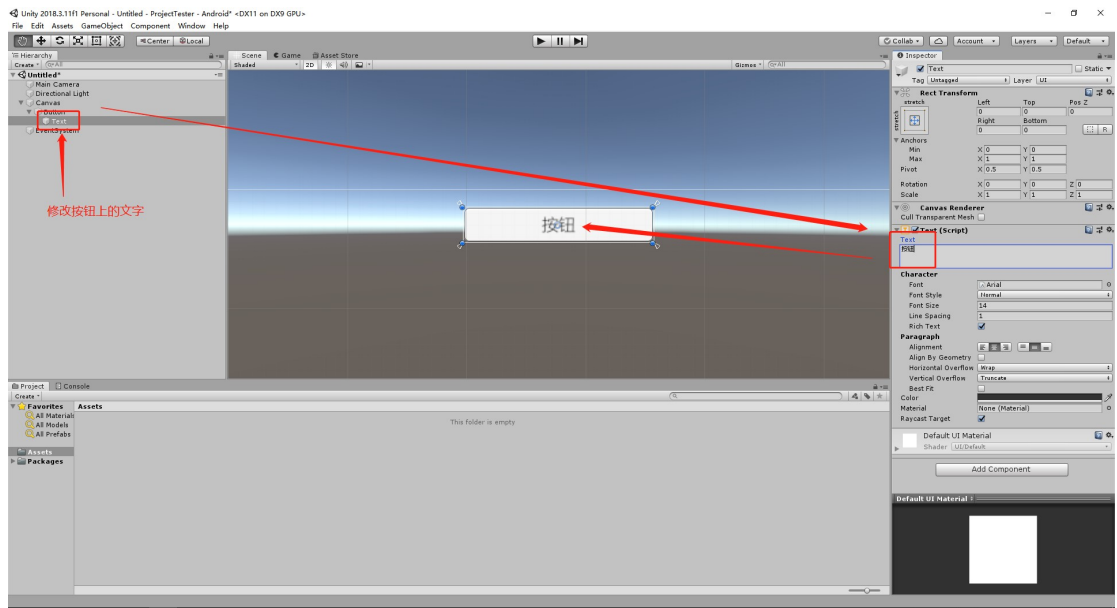 Unity 2018.3.11f1 Personal - Untitled - ProjectTester - Android* <DX11 on DX9 GPU>
File Edit Assets GameObject Component Window Help
Center Local
Collab Account Layers Default
Hierarchy
Create All
Untitled*
Main Camera
Directional Light
Canvas
Button
Text
EventSystem
修改按钮上的文字
Scene Game Asset Store
Shaded 2D Gizmos All
按钮
Inspector
Text Static
Tag Untagged Layer UI
Rect Transform
stretch Left Top Pos Z
stretch 0 0 0
Right Bottom
0 0 R
Anchors
Min X 0 Y 0
Max X 1 Y 1
Pivot X 0.5 Y 0.5
Rotation X 0 Y 0 Z 0
Scale X 1 Y 1 Z 1
Canvas Renderer
Cull Transparent Mesh
Text (Script)
Text
按钮
Character
Font Arial
Font Style Normal
Font Size 14
Line Spacing 1
Rich Text
Paragraph
Alignment
Align By Geometry
Horizontal Overflow Wrap
Vertical Overflow Truncate
Best Fit
Color
Material None (Material)
Raycast Target
Default UI Material
Shader UI/Default
Add Component
Default UI Material
Project Console
Create
Favorites
All Materials
All Models
All Prefabs
Assets
Packages
Assets
This folder is empty